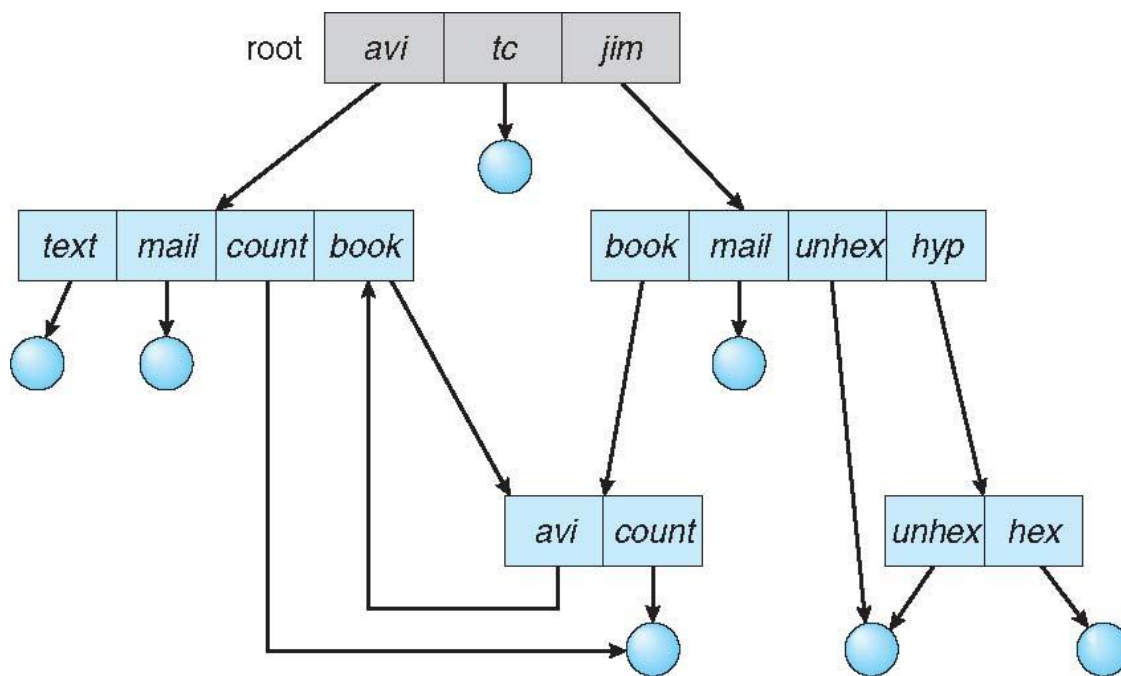 root avi tc jim
text mail count book book mail unhex hyp
avi count unhex hex